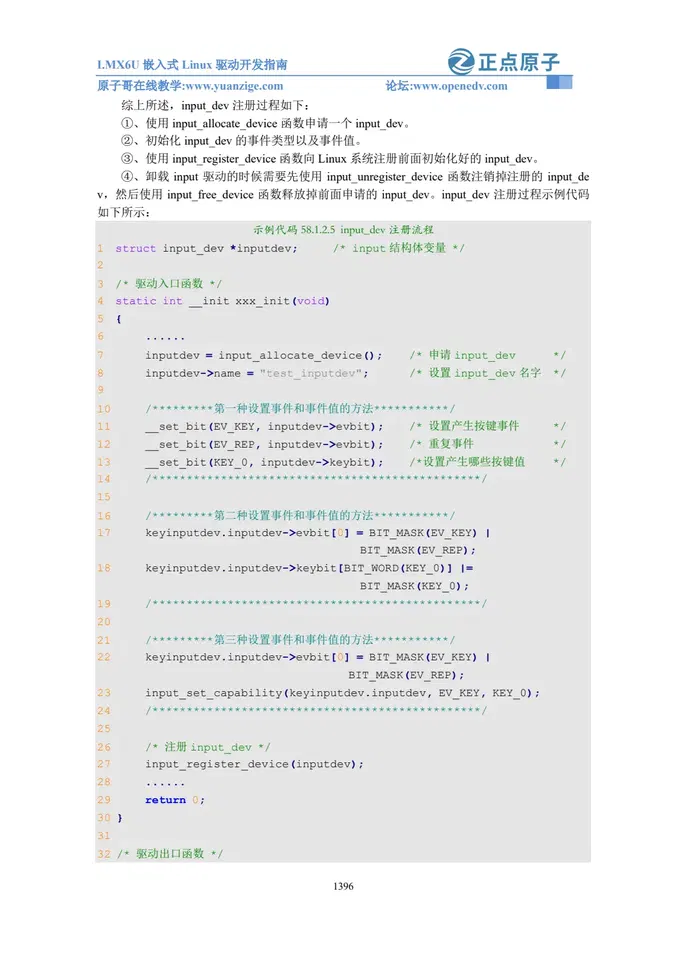 I.MX6U 嵌入式 Linux 驱动开发指南
正点原子
原子哥在线教学:www.yuanzige.com 论坛:www.openedv.com
综上所述，input_dev 注册过程如下：
①、使用 input_allocate_device 函数申请一个 input_dev。
②、初始化 input_dev 的事件类型以及事件值。
③、使用 input_register_device 函数向 Linux 系统注册前面初始化好的 input_dev。
④、卸载 input 驱动的时候需要先使用 input_unregister_device 函数注销掉注册的 input_de
v，然后使用 input_free_device 函数释放掉前面申请的 input_dev。input_dev 注册过程示例代码
如下所示：
示例代码 58.1.2.5 input_dev 注册流程
1 struct input_dev *inputdev; /* input 结构体变量 */
2
3 /* 驱动入口函数 */
4 static int __init xxx_init(void)
5 {
6 ......
7 inputdev = input_allocate_device(); /* 申请 input_dev */
8 inputdev->name = "test_inputdev"; /* 设置 input_dev 名字 */
9
10 /*********第一种设置事件和事件值的方法***********/
11 __set_bit(EV_KEY, inputdev->evbit); /* 设置产生按键事件 */
12 __set_bit(EV_REP, inputdev->evbit); /* 重复事件 */
13 __set_bit(KEY_0, inputdev->keybit); /*设置产生哪些按键值 */
14 /************************************************/
15
16 /*********第二种设置事件和事件值的方法***********/
17 keyinputdev.inputdev->evbit[0] = BIT_MASK(EV_KEY) |
BIT_MASK(EV_REP);
18 keyinputdev.inputdev->keybit[BIT_WORD(KEY_0)] |=
BIT_MASK(KEY_0);
19 /************************************************/
20
21 /*********第三种设置事件和事件值的方法***********/
22 keyinputdev.inputdev->evbit[0] = BIT_MASK(EV_KEY) |
BIT_MASK(EV_REP);
23 input_set_capability(keyinputdev.inputdev, EV_KEY, KEY_0);
24 /************************************************/
25
26 /* 注册 input_dev */
27 input_register_device(inputdev);
28 ......
29 return 0;
30 }
31
32 /* 驱动出口函数 */
1396